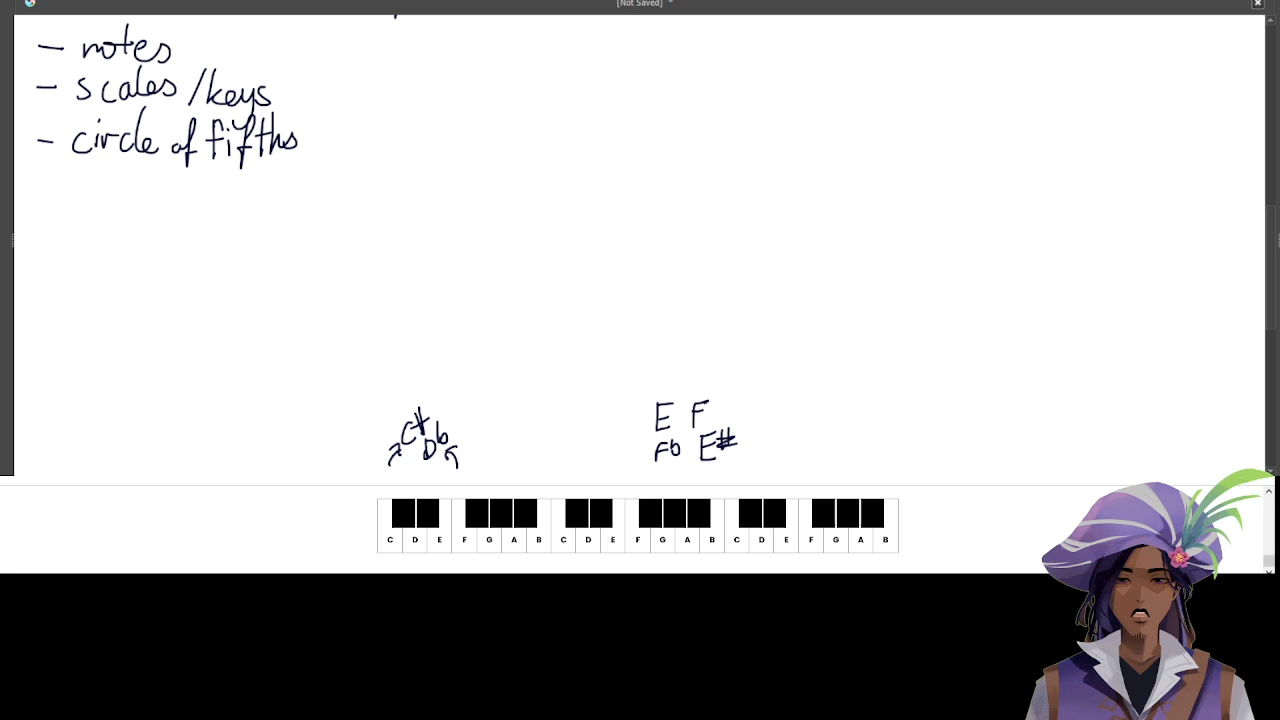 [Not Saved] *
- notes
- scales/keys
- circle of fifths
E F
C# Db
Fb E#
C D E F G A B C D E F G A B C D E F G A B